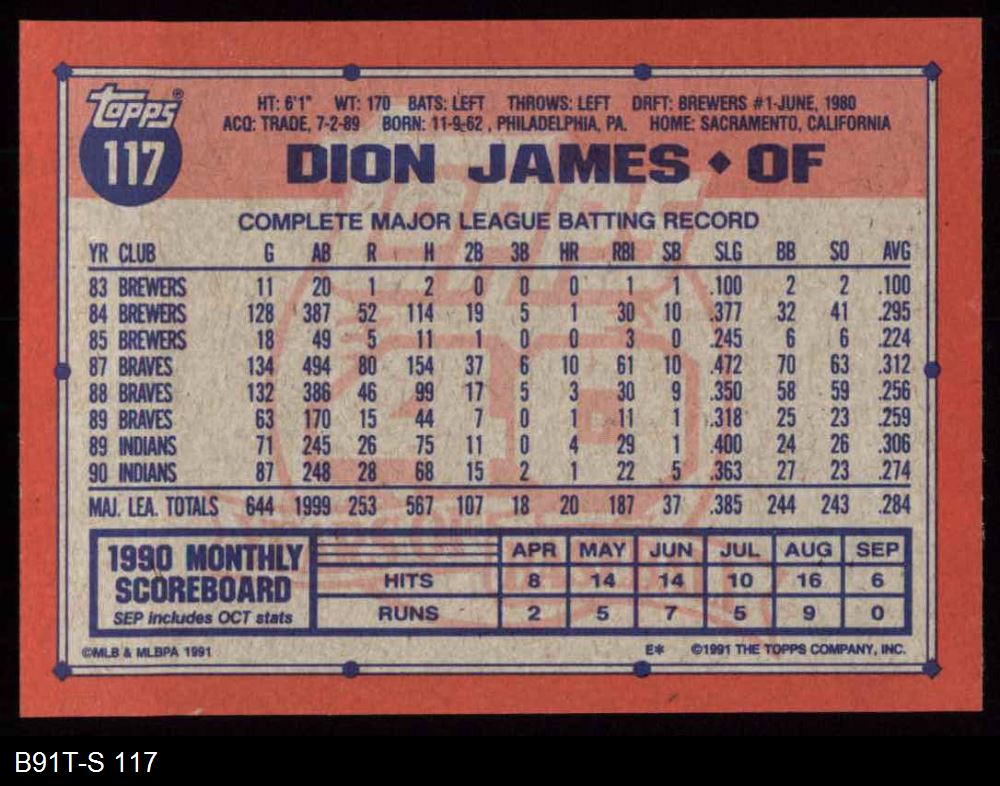 Topps®
117
HT: 6'1" WT: 170 BATS: LEFT THROWS: LEFT DRFT: BREWERS #1-JUNE, 1980
ACQ: TRADE, 7-2-89 BORN: 11-9-62 , PHILADELPHIA, PA. HOME: SACRAMENTO, CALIFORNIA
DION JAMES ◆ OF
COMPLETE MAJOR LEAGUE BATTING RECORD
YR CLUB G AB R H 2B 3B HR RBI SB SLG BB SO AVG
83 BREWERS 11 20 1 2 0 0 0 1 1 .100 2 2 .100
84 BREWERS 128 387 52 114 19 5 1 30 10 .377 32 41 .295
85 BREWERS 18 49 5 11 1 0 0 3 0 .245 6 6 .224
87 BRAVES 134 494 80 154 37 6 10 61 10 .472 70 63 .312
88 BRAVES 132 386 46 99 17 5 3 30 9 .350 58 59 .256
89 BRAVES 63 170 15 44 7 0 1 11 1 .318 25 23 .259
89 INDIANS 71 245 26 75 11 0 4 29 1 .400 24 26 .306
90 INDIANS 87 248 28 68 15 2 1 22 5 .363 27 23 .274
MAJ. LEA. TOTALS 644 1999 253 567 107 18 20 187 37 .385 244 243 .284
1990 MONTHLY
SCOREBOARD
SEP includes OCT stats
APR MAY JUN JUL AUG SEP
HITS 8 14 14 10 16 6
RUNS 2 5 7 5 9 0
©MLB & MLBPA 1991 E* ©1991 THE TOPPS COMPANY, INC.
B91T-S 117